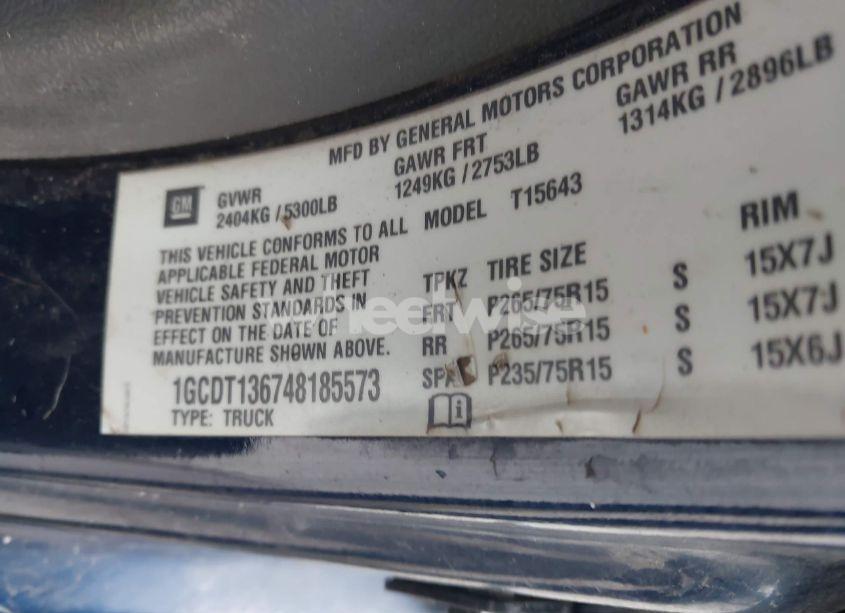 MFD BY GENERAL MOTORS CORPORATION
GM
GVWR
2404KG / 5300LB
GAWR FRT
1249KG / 2753LB
GAWR RR
1314KG / 2896LB
THIS VEHICLE CONFORMS TO ALL
APPLICABLE FEDERAL MOTOR
VEHICLE SAFETY AND THEFT
PREVENTION STANDARDS IN
EFFECT ON THE DATE OF
MANUFACTURE SHOWN ABOVE.
1GCDT136748185573
TYPE: TRUCK
MODEL T15643
TPKZ TIRE SIZE RIM
FRT P265/75R15 S 15X7J
RR P265/75R15 S 15X7J
SPA P235/75R15 S 15X6J